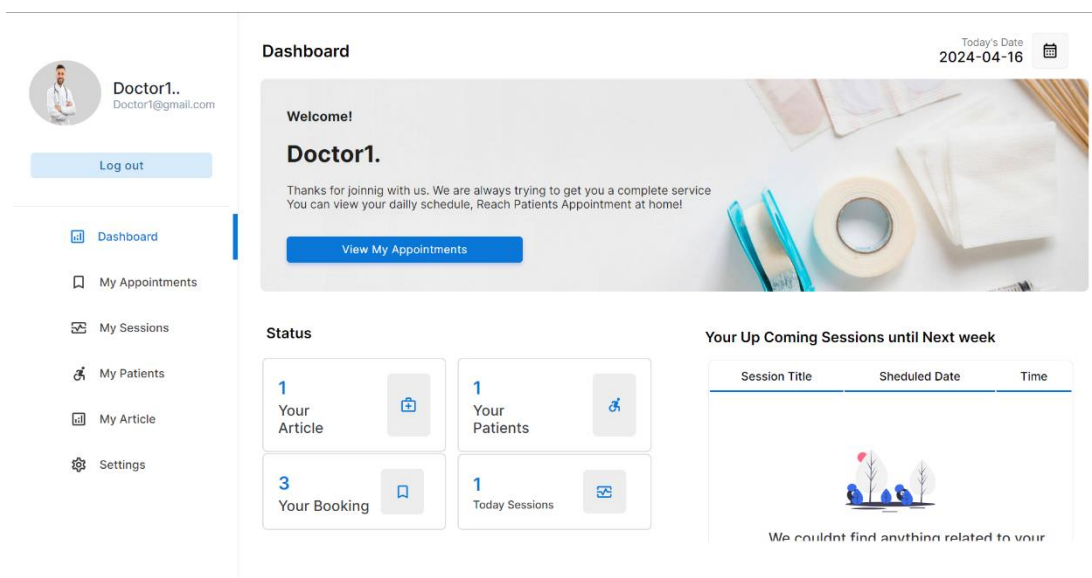 Doctor1..
Doctor1@gmail.com
Log out
Dashboard
My Appointments
My Sessions
My Patients
My Article
Settings
Dashboard
Today's Date
2024-04-16
Welcome!
Doctor1.
Thanks for joinnig with us. We are always trying to get you a complete service
You can view your dailly schedule, Reach Patients Appointment at home!
View My Appointments
Status
1
Your
Article
1
Your
Patients
3
Your Booking
1
Today Sessions
Your Up Coming Sessions until Next week
Session Title Sheduled Date Time
We couldnt find anything related to your